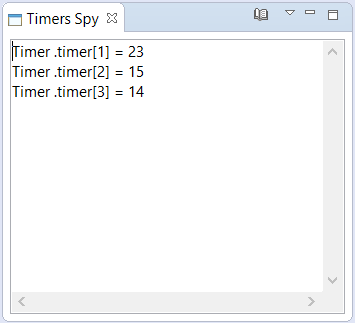 Timers Spy
Timer .timer[1] = 23
Timer .timer[2] = 15
Timer .timer[3] = 14